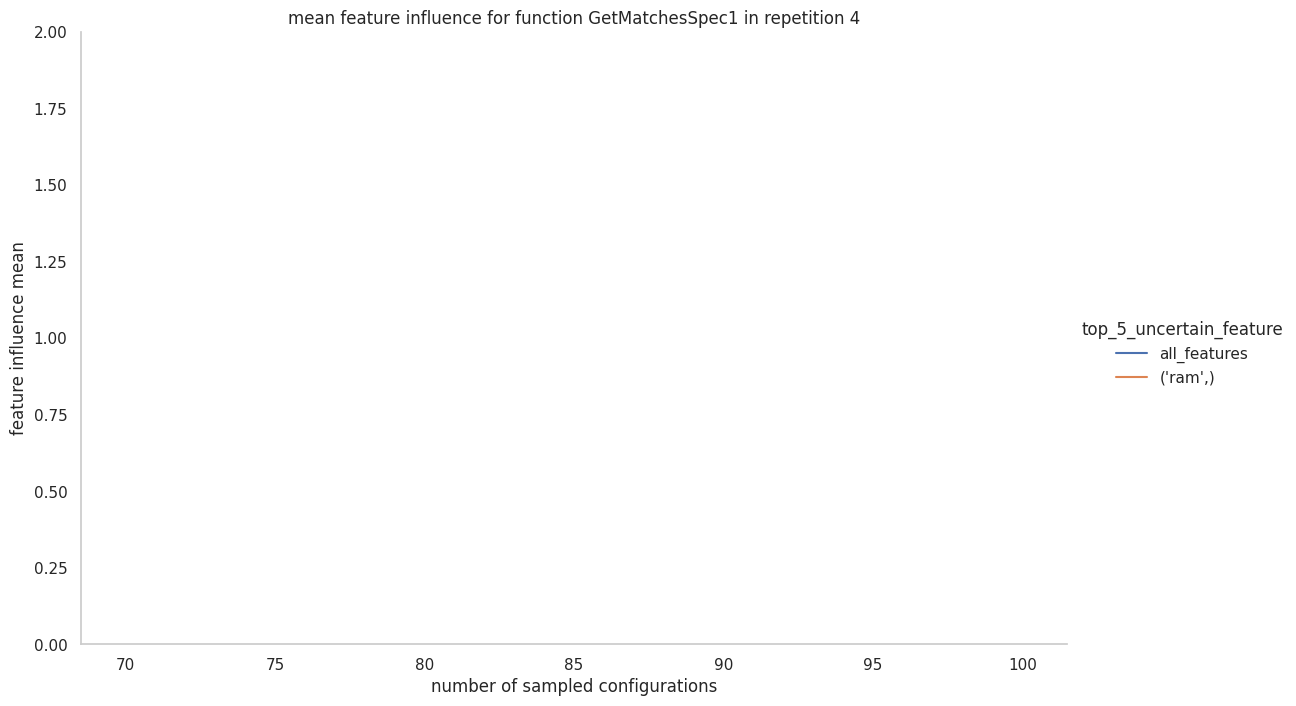 mean feature influence for function GetMatchesSpec1 in repetition 4
2.00
1.75
1.50
1.25
1.00
0.75
0.50
0.25
0.00
feature influence mean
70 75 80 85 90 95 100
number of sampled configurations
top_5_uncertain_feature
all_features
('ram',)